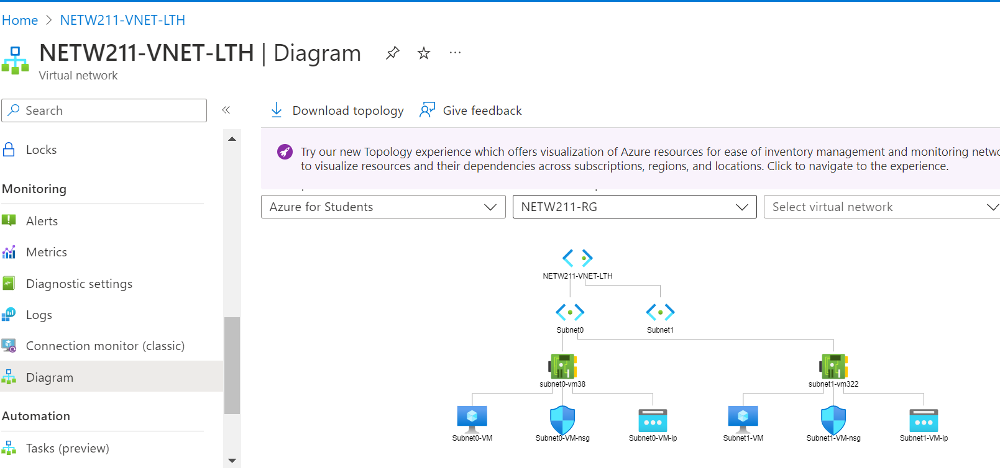 Home > NETW211-VNET-LTH
NETW211-VNET-LTH | Diagram
Virtual network
Search
Locks
Monitoring
Alerts
Metrics
Diagnostic settings
Logs
Connection monitor (classic)
Diagram
Automation
Tasks (preview)
Download topology
Give feedback
Try our new Topology experience which offers visualization of Azure resources for ease of inventory management and monitoring
to visualize resources and their dependencies across subscriptions, regions, and locations. Click to navigate to the experience.
Azure for Students
NETW211-RG
Select virtual network
NETW211-VNET-LTH
Subnet0
Subnet1
subnet0-vm38
subnet1-vm322
Subnet0-VM
Subnet0-VM-nsg
Subnet0-VM-ip
Subnet1-VM
Subnet1-VM-nsg
Subnet1-VM-ip